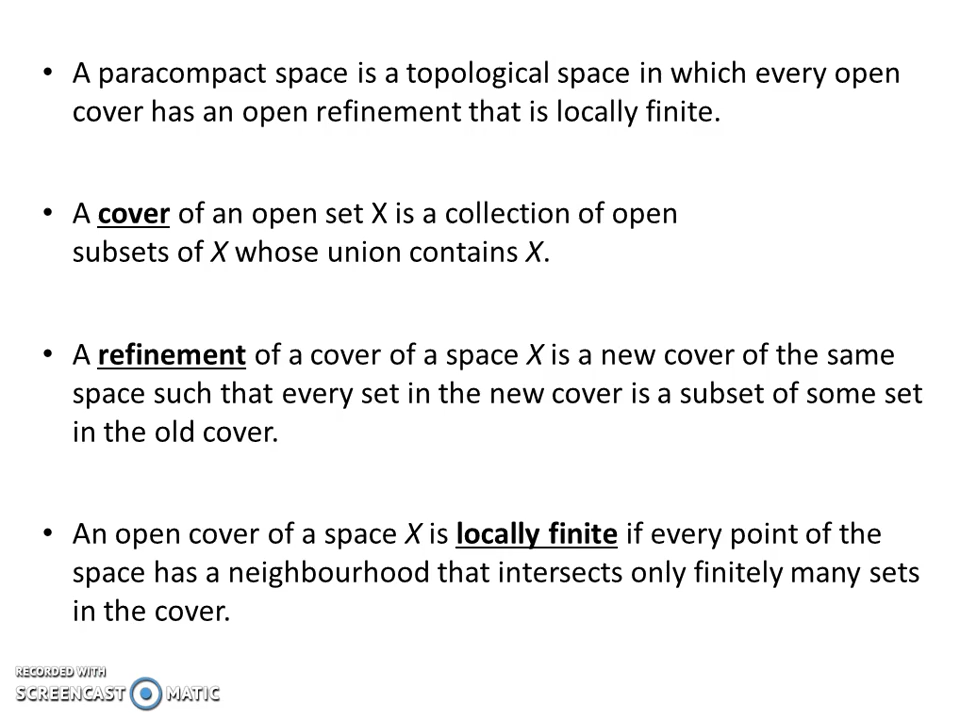 • A paracompact space is a topological space in which every open
cover has an open refinement that is locally finite.
• A cover of an open set X is a collection of open
subsets of X whose union contains X.
• A refinement of a cover of a space X is a new cover of the same
space such that every set in the new cover is a subset of some set
in the old cover.
• An open cover of a space X is locally finite if every point of the
space has a neighbourhood that intersects only finitely many sets
in the cover.
RECORDED WITH
SCREENCAST MATIC